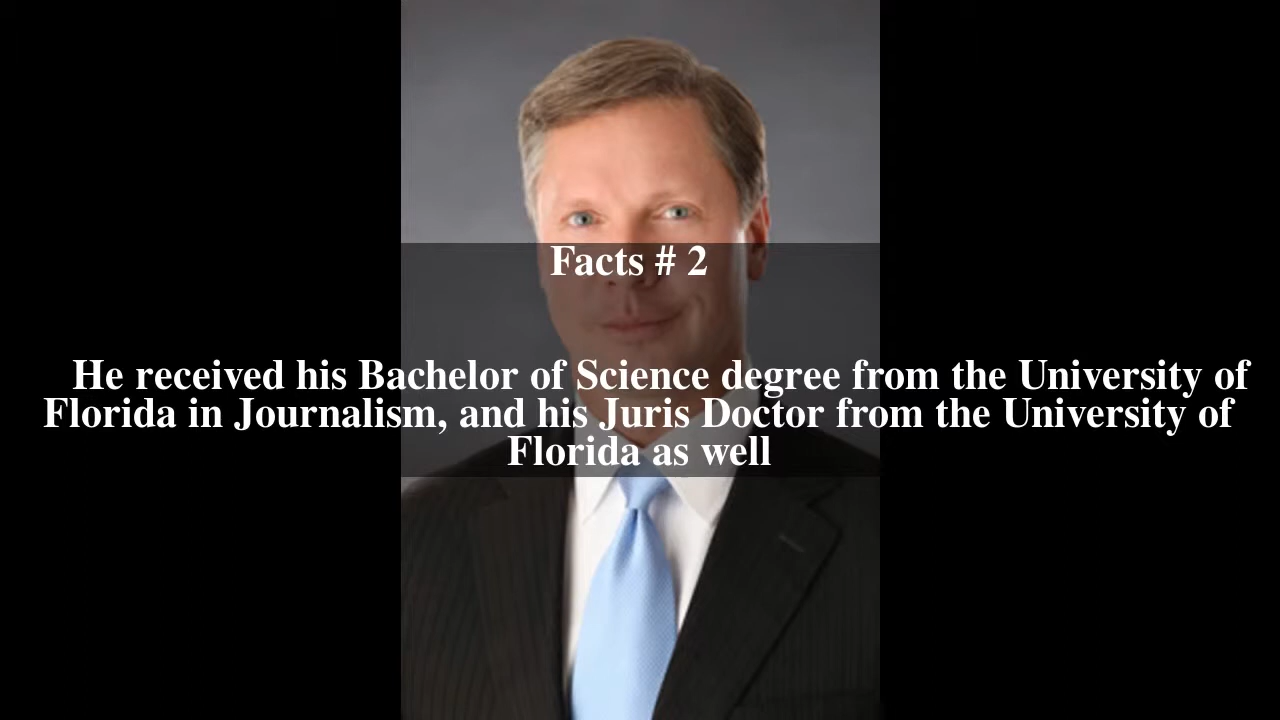 Facts # 2
He received his Bachelor of Science degree from the University of
Florida in Journalism, and his Juris Doctor from the University of
Florida as well